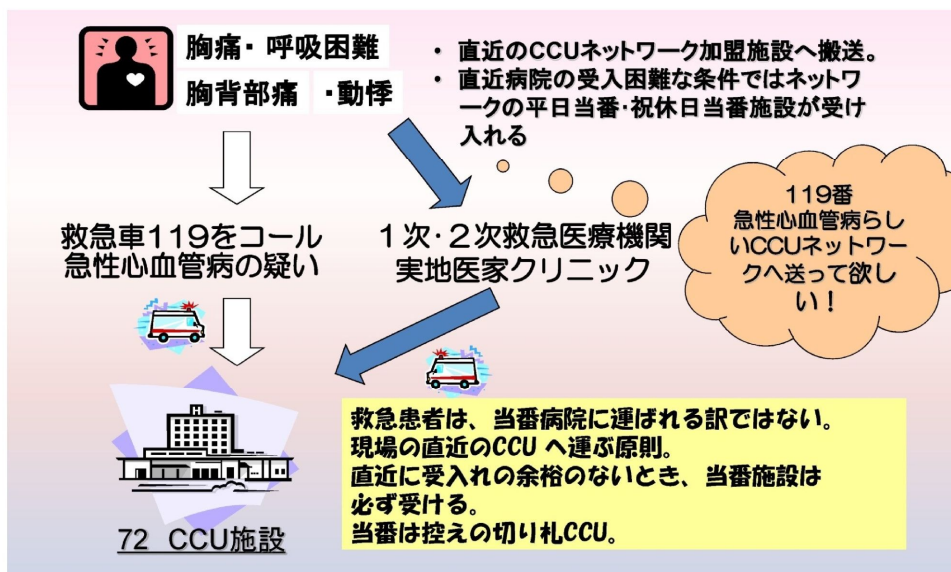 胸痛・呼吸困難
胸背部痛 ・動悸
・ 直近のCCUネットワーク加盟施設へ搬送。
・ 直近病院の受入困難な条件ではネットワ
ークの平日当番・祝休日当番施設が受け
入れる
119番
急性心血管病らし
いCCUネットワー
クへ送って欲し
い！
救急車119をコール
急性心血管病の疑い
１次・２次救急医療機関
実地医家クリニック
救急患者は、当番病院に運ばれる訳ではない。
現場の直近のCCU へ運ぶ原則。
直近に受入れの余裕のないとき、当番施設は
必ず受ける。
当番は控えの切り札CCU。
72 CCU施設